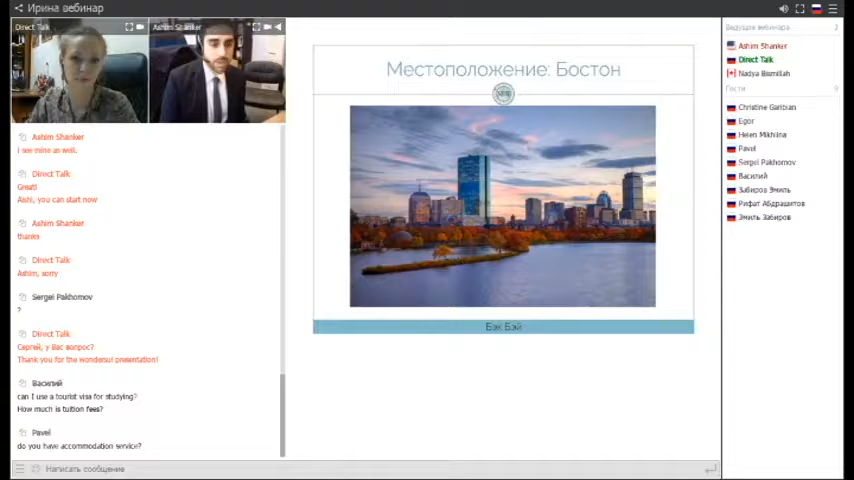 Ирина вебинар
Direct Talk
Ashim Shanker
Ashim Shanker
I see mine as well.
Direct Talk
Great!
Aishi, you can start now
Ashim Shanker
thanks
Direct Talk
Ashim, sorry
Sergei Pakhomov
?
Direct Talk
Сергей, у Вас вопрос?
Thank you for the wonderful presentation!
Василий
can I use a tourist visa for studying?
How much is tuition fees?
Pavel
do you have accommodation service?
Написать сообщение
Местоположение: Бостон
Бэк Бэй
Ведущие вебинара
3
Ashim Shanker
Direct Talk
Nadya Bismillah
Гости
9
Christine Garibian
Egor
Helen Mikhlina
Pavel
Sergei Pakhomov
Василий
Забиров Эмиль
Рифат Абдрашитов
Эмиль Забиров